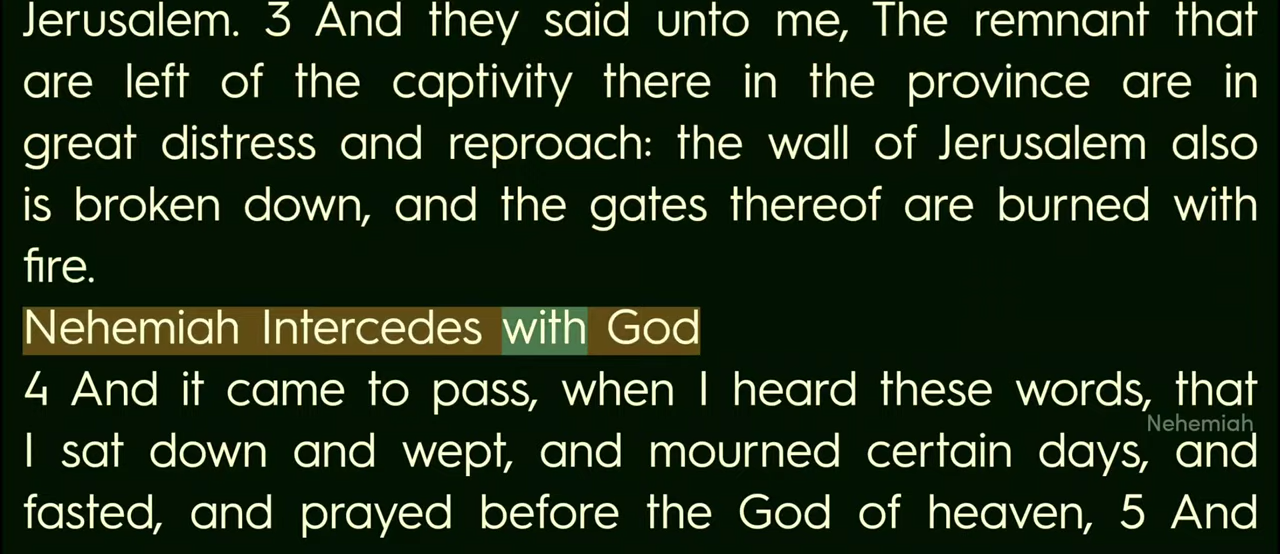 Jerusalem. 3 And they said unto me, The remnant that
are left of the captivity there in the province are in
great distress and reproach: the wall of Jerusalem also
is broken down, and the gates thereof are burned with
fire.
Nehemiah Intercedes with God
4 And it came to pass, when I heard these words, that
Nehemiah
I sat down and wept, and mourned certain days, and
fasted, and prayed before the God of heaven, 5 And